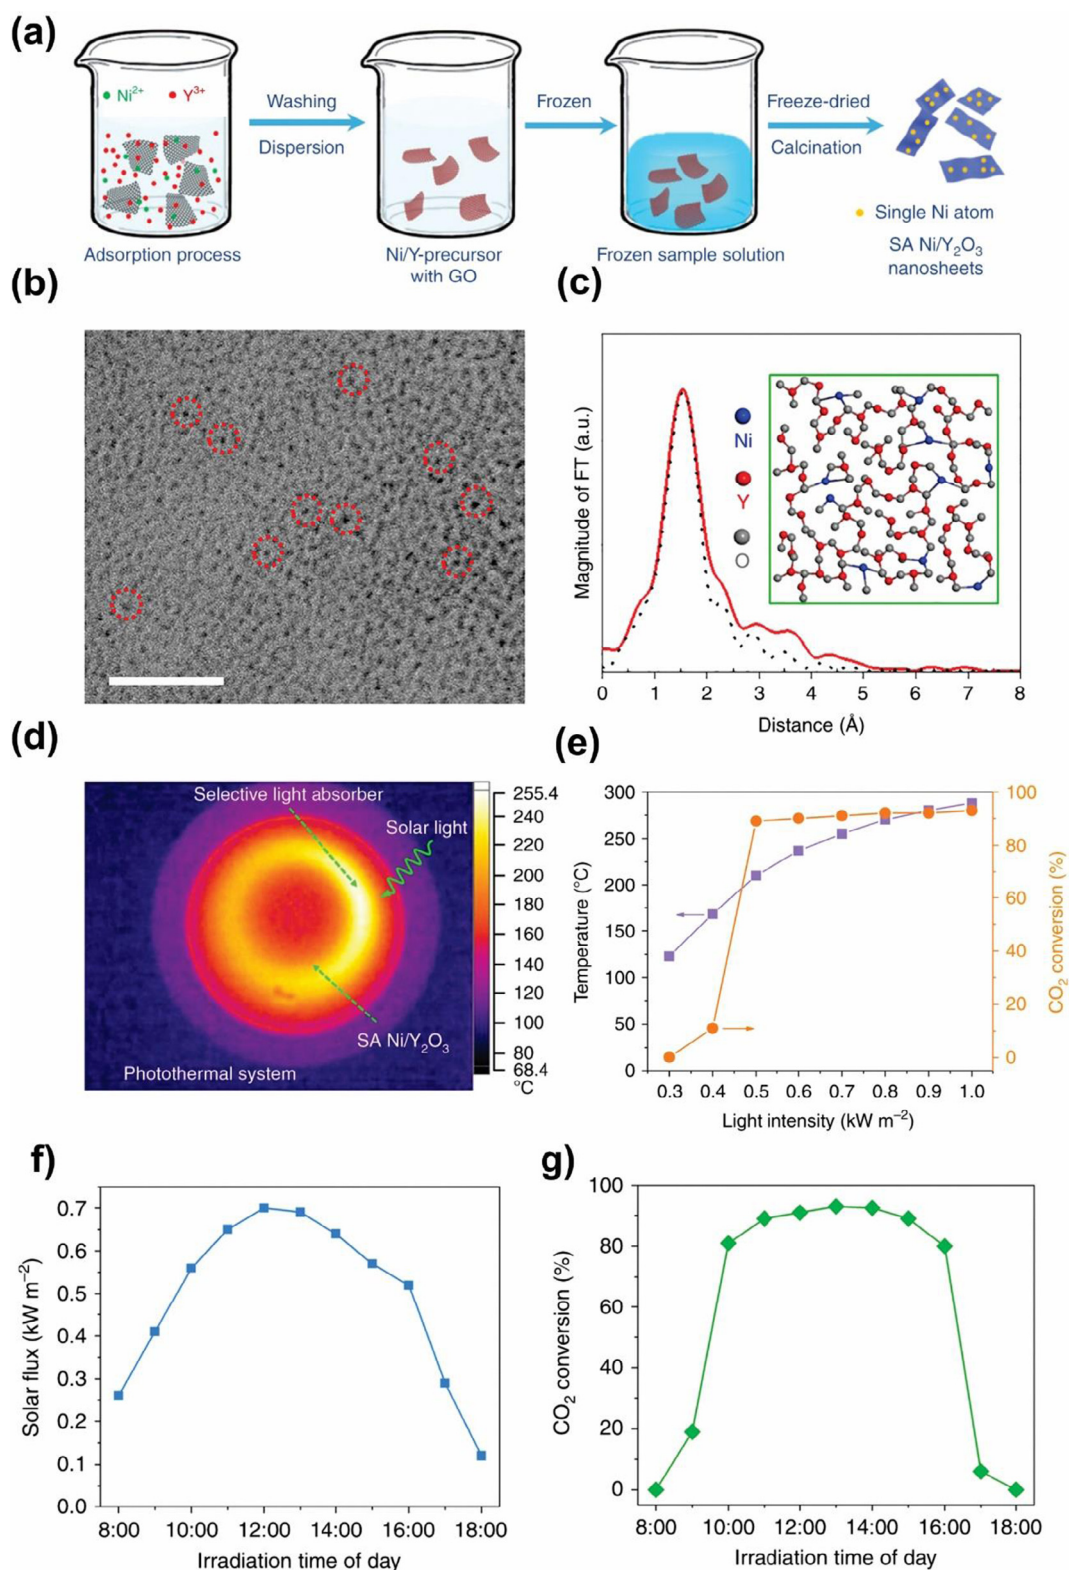 (a)
Ni²⁺ Y³⁺
Washing
Dispersion
Frozen
Freeze-dried
Calcination
Single Ni atom
Adsorption process
Ni/Y-precursor
with GO
Frozen sample solution
SA Ni/Y₂O₃
nanosheets
(b)
(c)
Magnitude of FT (a.u.)
Ni
Y
O
0 1 2 3 4 5 6 7 8
Distance (Å)
(d)
Selective light absorber
Solar light
SA Ni/Y₂O₃
Photothermal system
255.4
240
220
200
180
160
140
120
100
80
68.4
°C
(e)
Temperature (°C)
300
250
200
150
100
50
0
100
80
60
40
20
0
CO₂ conversion (%)
0.3 0.4 0.5 0.6 0.7 0.8 0.9 1.0
Light intensity (kW m⁻²)
f)
Solar flux (kW m⁻²)
0.7
0.6
0.5
0.4
0.3
0.2
0.1
0.0
8:00 10:00 12:00 14:00 16:00 18:00
Irradiation time of day
g)
CO₂ conversion (%)
100
80
60
40
20
0
8:00 10:00 12:00 14:00 16:00 18:00
Irradiation time of day